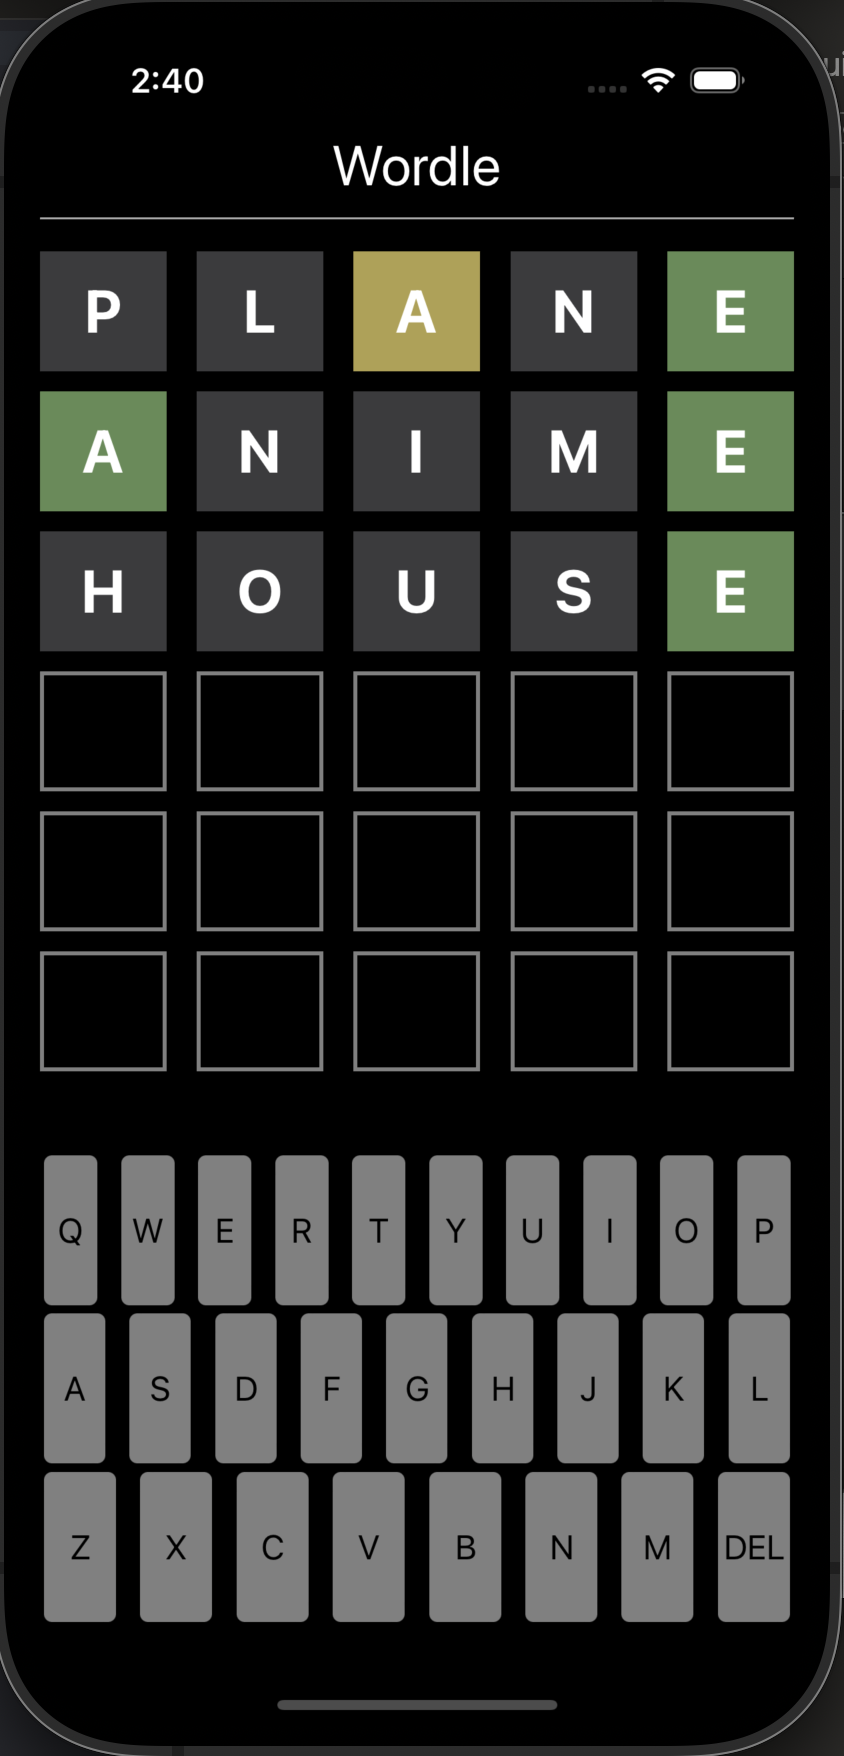 2:40
Wordle
P L A N E
A N I M E
H O U S E
Q W E R T Y U I O P
A S D F G H J K L
Z X C V B N M DEL